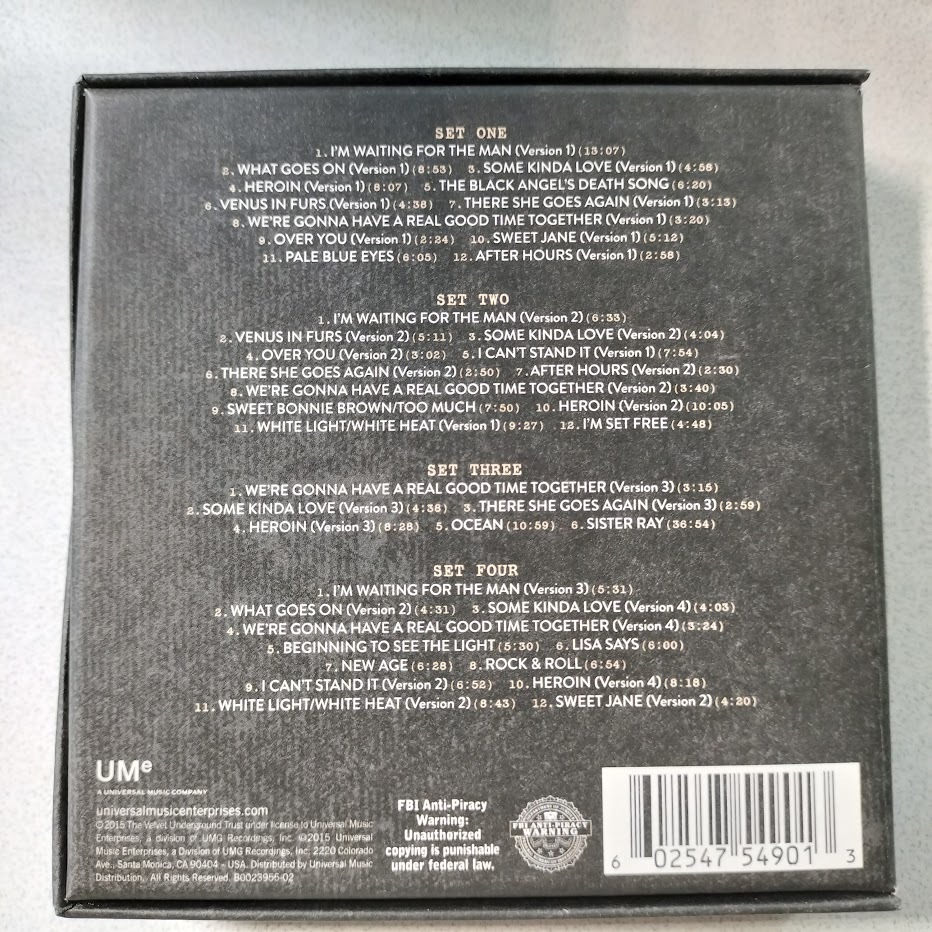 SET ONE
1. I'M WAITING FOR THE MAN (Version 1) (13:07)
2. WHAT GOES ON (Version 1) (8:53) 3. SOME KINDA LOVE (Version 1) (4:58)
4. HEROIN (Version 1) (8:07) 5. THE BLACK ANGEL'S DEATH SONG (6:20)
6. VENUS IN FURS (Version 1) (4:38) 7. THERE SHE GOES AGAIN (Version 1) (3:13)
8. WE'RE GONNA HAVE A REAL GOOD TIME TOGETHER (Version 1) (3:20)
9. OVER YOU (Version 1) (2:24) 10. SWEET JANE (Version 1) (5:12)
11. PALE BLUE EYES (6:05) 12. AFTER HOURS (Version 1) (2:58)
SET TWO
1. I'M WAITING FOR THE MAN (Version 2) (6:33)
2. VENUS IN FURS (Version 2) (5:11) 3. SOME KINDA LOVE (Version 2) (4:04)
4. OVER YOU (Version 2) (3:02) 5. I CAN'T STAND IT (Version 1) (7:54)
6. THERE SHE GOES AGAIN (Version 2) (2:50) 7. AFTER HOURS (Version 2) (2:30)
8. WE'RE GONNA HAVE A REAL GOOD TIME TOGETHER (Version 2) (3:40)
9. SWEET BONNIE BROWN/TOO MUCH (7:50) 10. HEROIN (Version 2) (10:05)
11. WHITE LIGHT/WHITE HEAT (Version 1) (9:27) 12. I'M SET FREE (4:48)
SET THREE
1. WE'RE GONNA HAVE A REAL GOOD TIME TOGETHER (Version 3) (3:15)
2. SOME KINDA LOVE (Version 3) (4:38) 3. THERE SHE GOES AGAIN (Version 3) (2:59)
4. HEROIN (Version 3) (8:28) 5. OCEAN (10:59) 6. SISTER RAY (36:54)
SET FOUR
1. I'M WAITING FOR THE MAN (Version 3) (5:31)
2. WHAT GOES ON (Version 2) (4:31) 3. SOME KINDA LOVE (Version 4) (4:03)
4. WE'RE GONNA HAVE A REAL GOOD TIME TOGETHER (Version 4) (3:24)
5. BEGINNING TO SEE THE LIGHT (5:30) 6. LISA SAYS (6:00)
7. NEW AGE (6:28) 8. ROCK & ROLL (6:54)
9. I CAN'T STAND IT (Version 2) (6:52) 10. HEROIN (Version 4) (8:18)
11. WHITE LIGHT/WHITE HEAT (Version 2) (8:43) 12. SWEET JANE (Version 2) (4:20)
UMe
A UNIVERSAL MUSIC COMPANY
universalmusicenterprises.com
℗2015 The Velvet Underground Trust under license to Universal Music
Enterprises, a division of UMG Recordings, Inc. ©2015 Universal
Music Enterprises, a Division of UMG Recordings, Inc. 2220 Colorado
Ave., Santa Monica, CA 90404 - USA. Distributed by Universal Music
Distribution. All Rights Reserved. B0023956-02
FBI Anti-Piracy
Warning:
Unauthorized
copying is punishable
under federal law.
FBI ANTI-PIRACY
WARNING
6 02547 54901 3